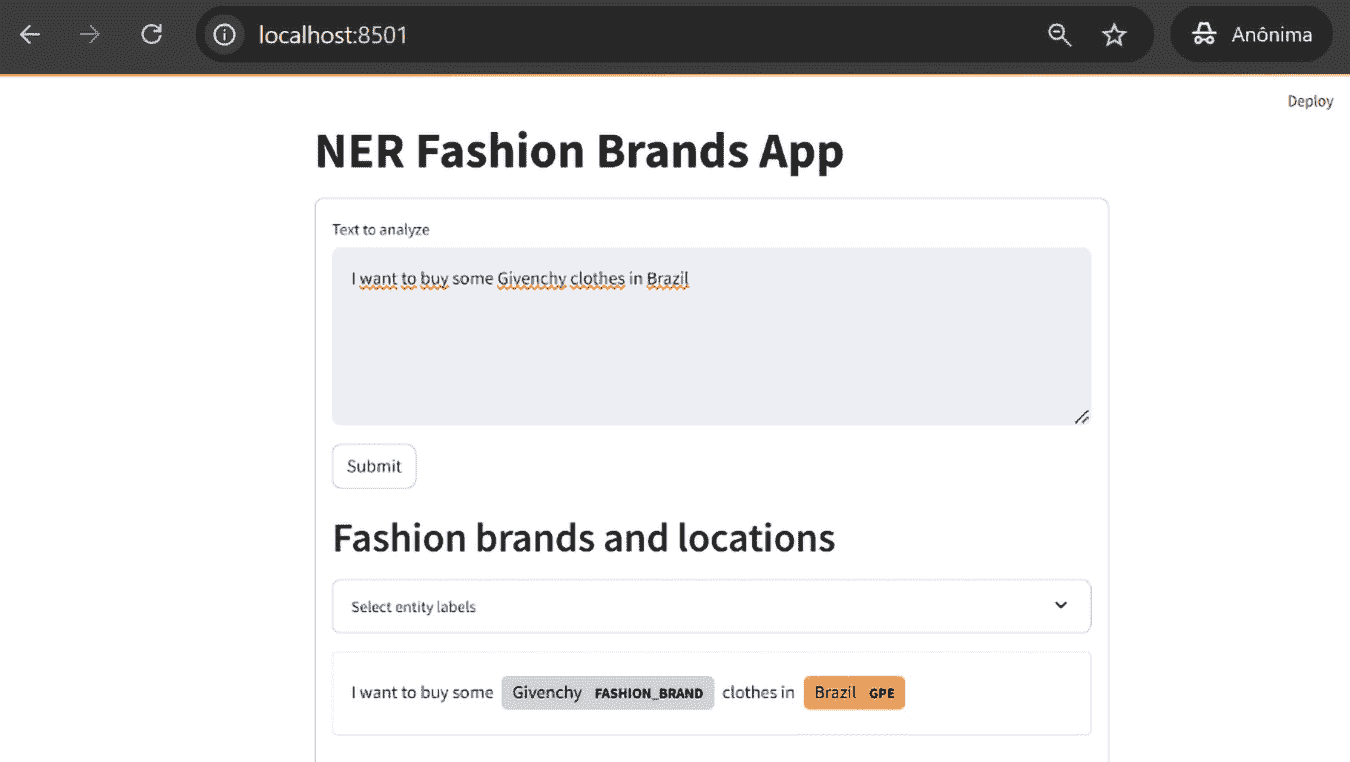 localhost:8501
Anônima
Deploy
NER Fashion Brands App
Text to analyze
I want to buy some Givenchy clothes in Brazil
Submit
Fashion brands and locations
Select entity labels
I want to buy some Givenchy FASHION_BRAND clothes in Brazil GPE